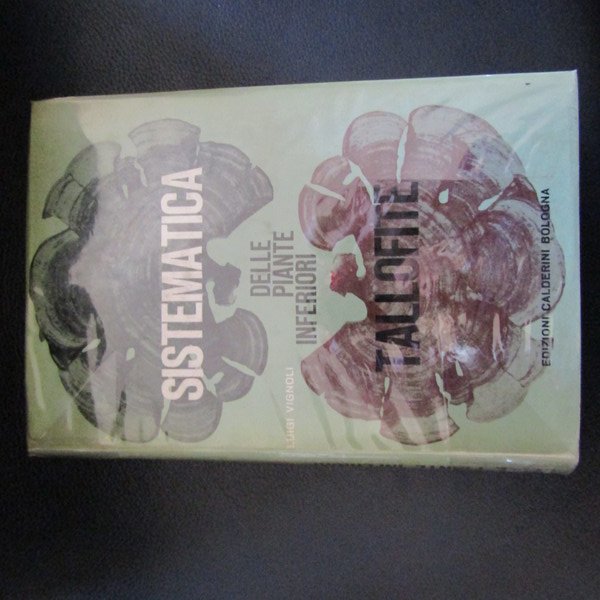 SISTEMATICA
DELLE
PIANTE
INFERIORI
LUIGI VIGNOLI
TALLOFITE
EDIZIONI CALDERINI BOLOGNA